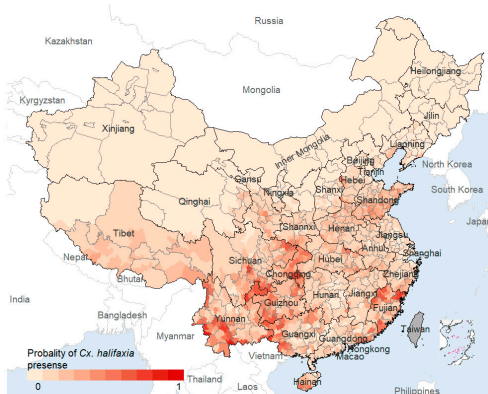 Russia
Kazakhstan
Mongolia
Heilongjiang
Kyrgyzstan
Jilin
Xinjiang
Liaoning
Inner Mongolia
Beijing
Tianjin
North Korea
Gansu
Hebei
Ningxia
Shanxi
South Korea
Qinghai
Shandong
Shannxi
Henan
Jiangsu
Japa
Tibet
Anhui
Shanghai
Nepal
Sichuan
Hubei
Chongqing
Zhejiang
Bhutan
Hunan
Jiangxi
India
Guizhou
Fujian
Bangladesh
Yunnan
Guangxi
Guangdong
Taiwan
Hongkong
Myanmar
Macao
Vietnam
Probality of Cx. halifaxia
presense
0 1
Thailand
Laos
Hainan
Philippines